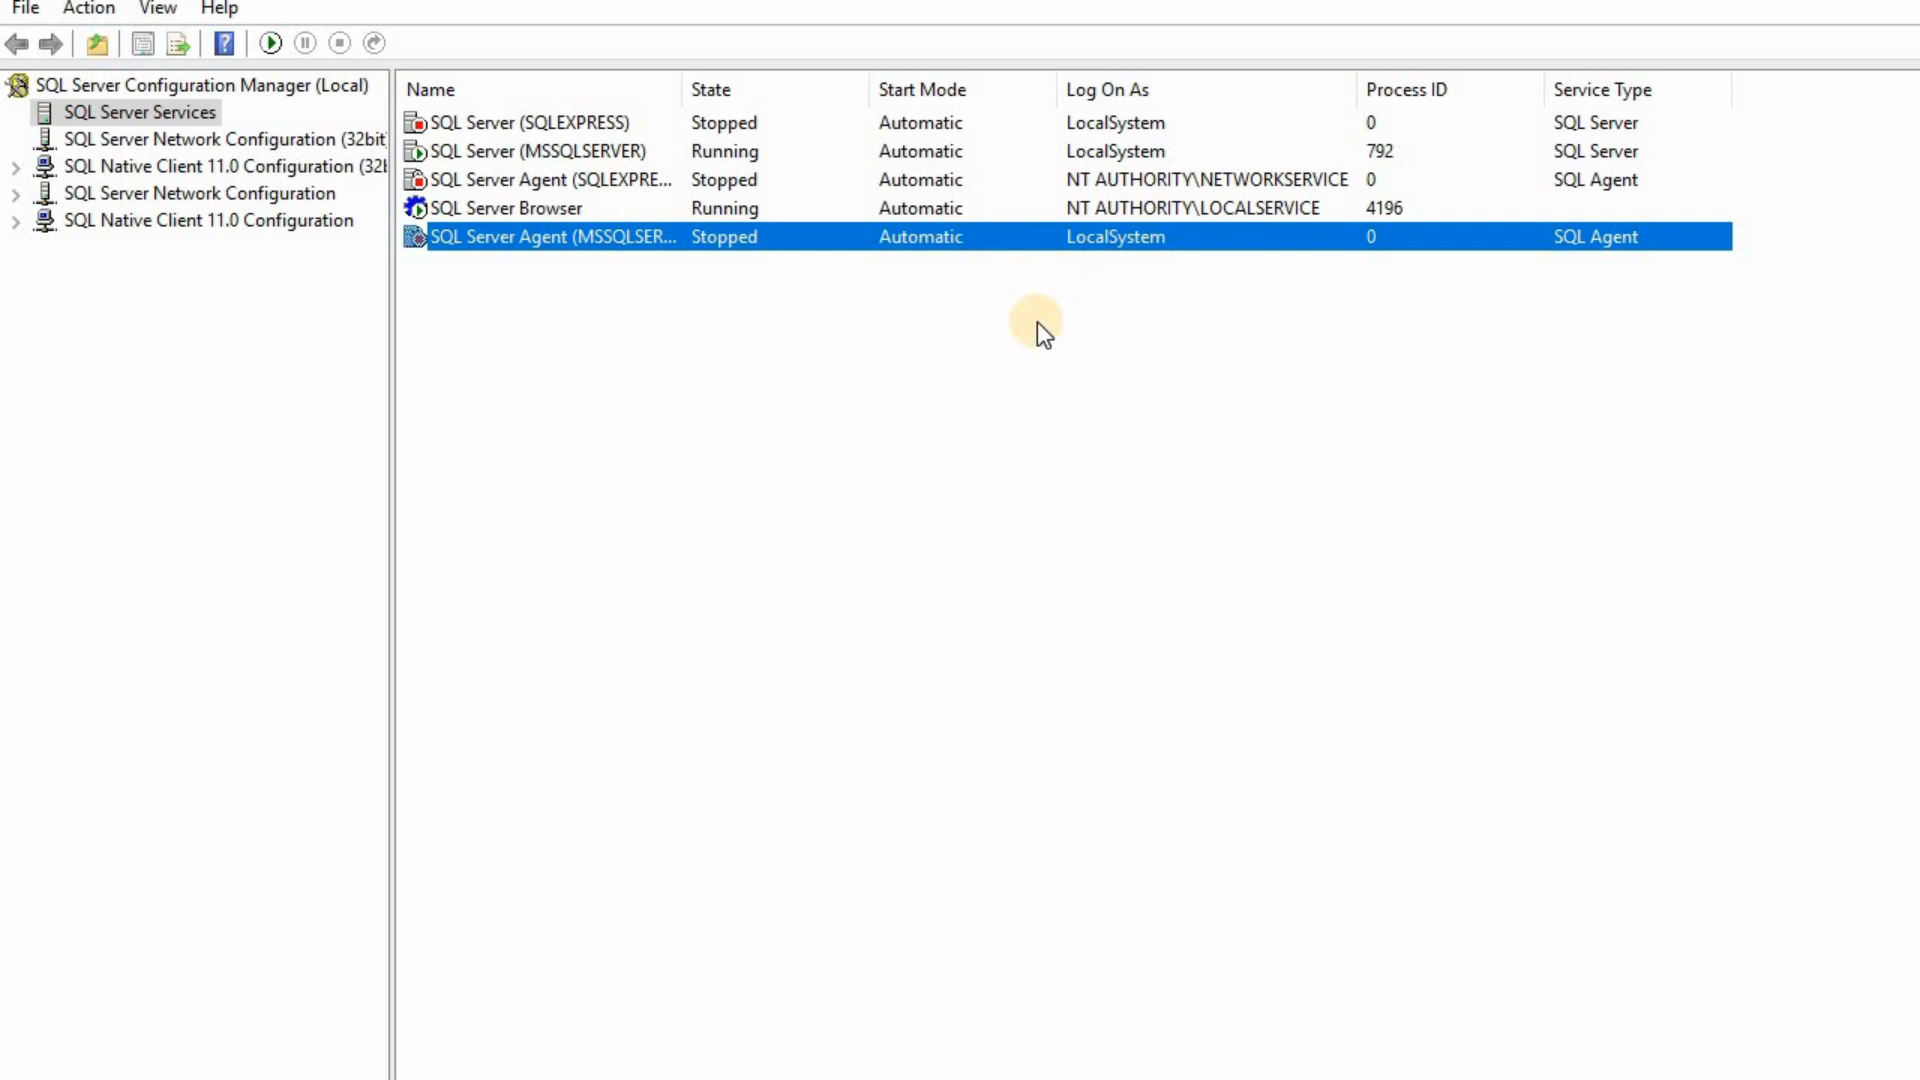 File Action View Help
SQL Server Configuration Manager (Local)
SQL Server Services
SQL Server Network Configuration (32bit
SQL Native Client 11.0 Configuration (32b
SQL Server Network Configuration
SQL Native Client 11.0 Configuration
Name State Start Mode Log On As Process ID Service Type
SQL Server (SQLEXPRESS) Stopped Automatic LocalSystem 0 SQL Server
SQL Server (MSSQLSERVER) Running Automatic LocalSystem 792 SQL Server
SQL Server Agent (SQLEXPRE... Stopped Automatic NT AUTHORITY\NETWORKSERVICE 0 SQL Agent
SQL Server Browser Running Automatic NT AUTHORITY\LOCALSERVICE 4196
SQL Server Agent (MSSQLSER... Stopped Automatic LocalSystem 0 SQL Agent